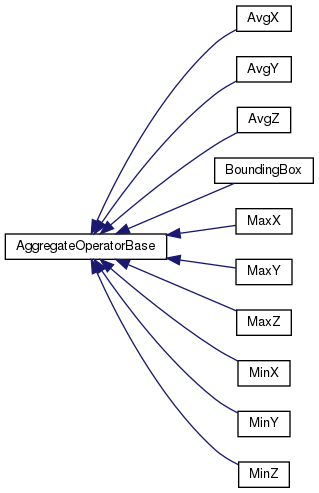 AvgX
AvgY
AvgZ
BoundingBox
MaxX
AggregateOperatorBase
MaxY
MaxZ
MinX
MinY
MinZ